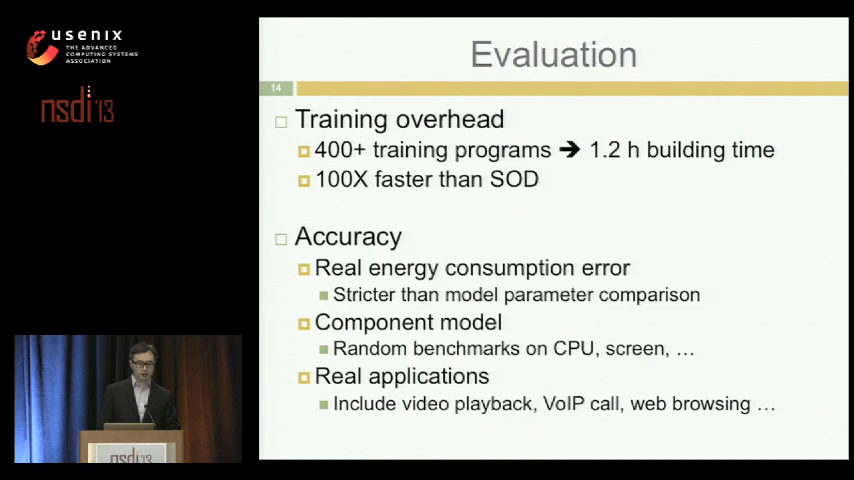 usenix
THE ADVANCED
COMPUTING SYSTEMS
ASSOCIATION
nsdi '13
Evaluation
14
Training overhead
400+ training programs ➔ 1.2 h building time
100X faster than SOD
Accuracy
Real energy consumption error
Stricter than model parameter comparison
Component model
Random benchmarks on CPU, screen, …
Real applications
Include video playback, VoIP call, web browsing …
nsdi '13